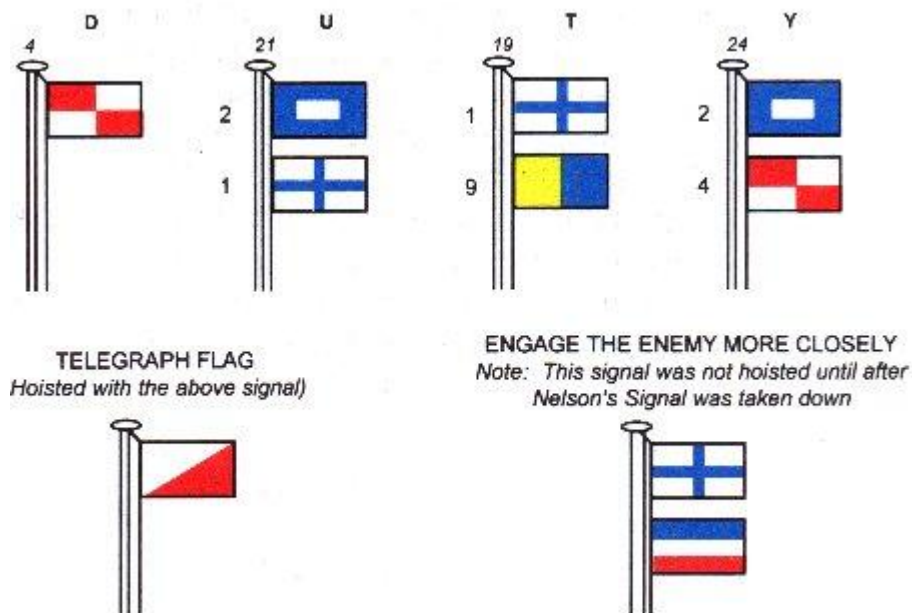 D U T Y
4 21 19 24
2 1 2
1 9 4
TELEGRAPH FLAG
Hoisted with the above signal)
ENGAGE THE ENEMY MORE CLOSELY
Note: This signal was not hoisted until after
Nelson's Signal was taken down